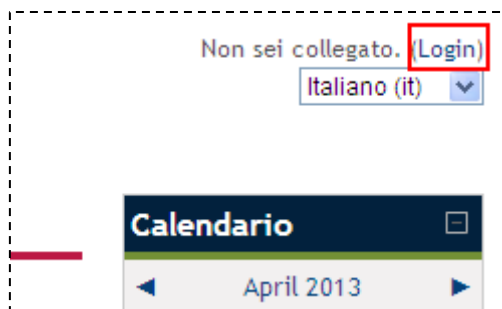 Non sei collegato. (Login)
Italiano (it)
Calendario
April 2013